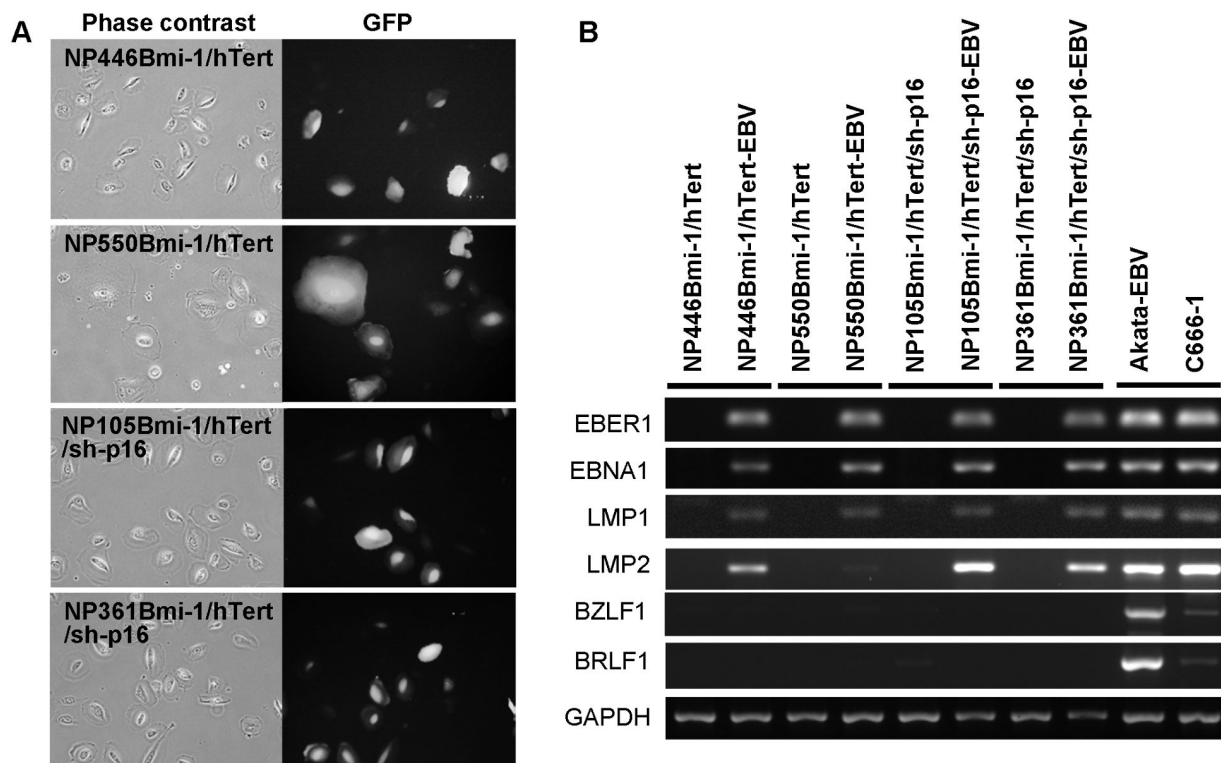 A
Phase contrast
GFP
NP446Bmi-1/hTert
NP550Bmi-1/hTert
NP105Bmi-1/hTert
/sh-p16
NP361Bmi-1/hTert
/sh-p16
B
NP446Bmi-1/hTert
NP446Bmi-1/hTert-EBV
NP550Bmi-1/hTert
NP550Bmi-1/hTert-EBV
NP105Bmi-1/hTert/sh-p16
NP105Bmi-1/hTert/sh-p16-EBV
NP361Bmi-1/hTert/sh-p16
NP361Bmi-1/hTert/sh-p16-EBV
Akata-EBV
C666-1
EBER1
EBNA1
LMP1
LMP2
BZLF1
BRLF1
GAPDH